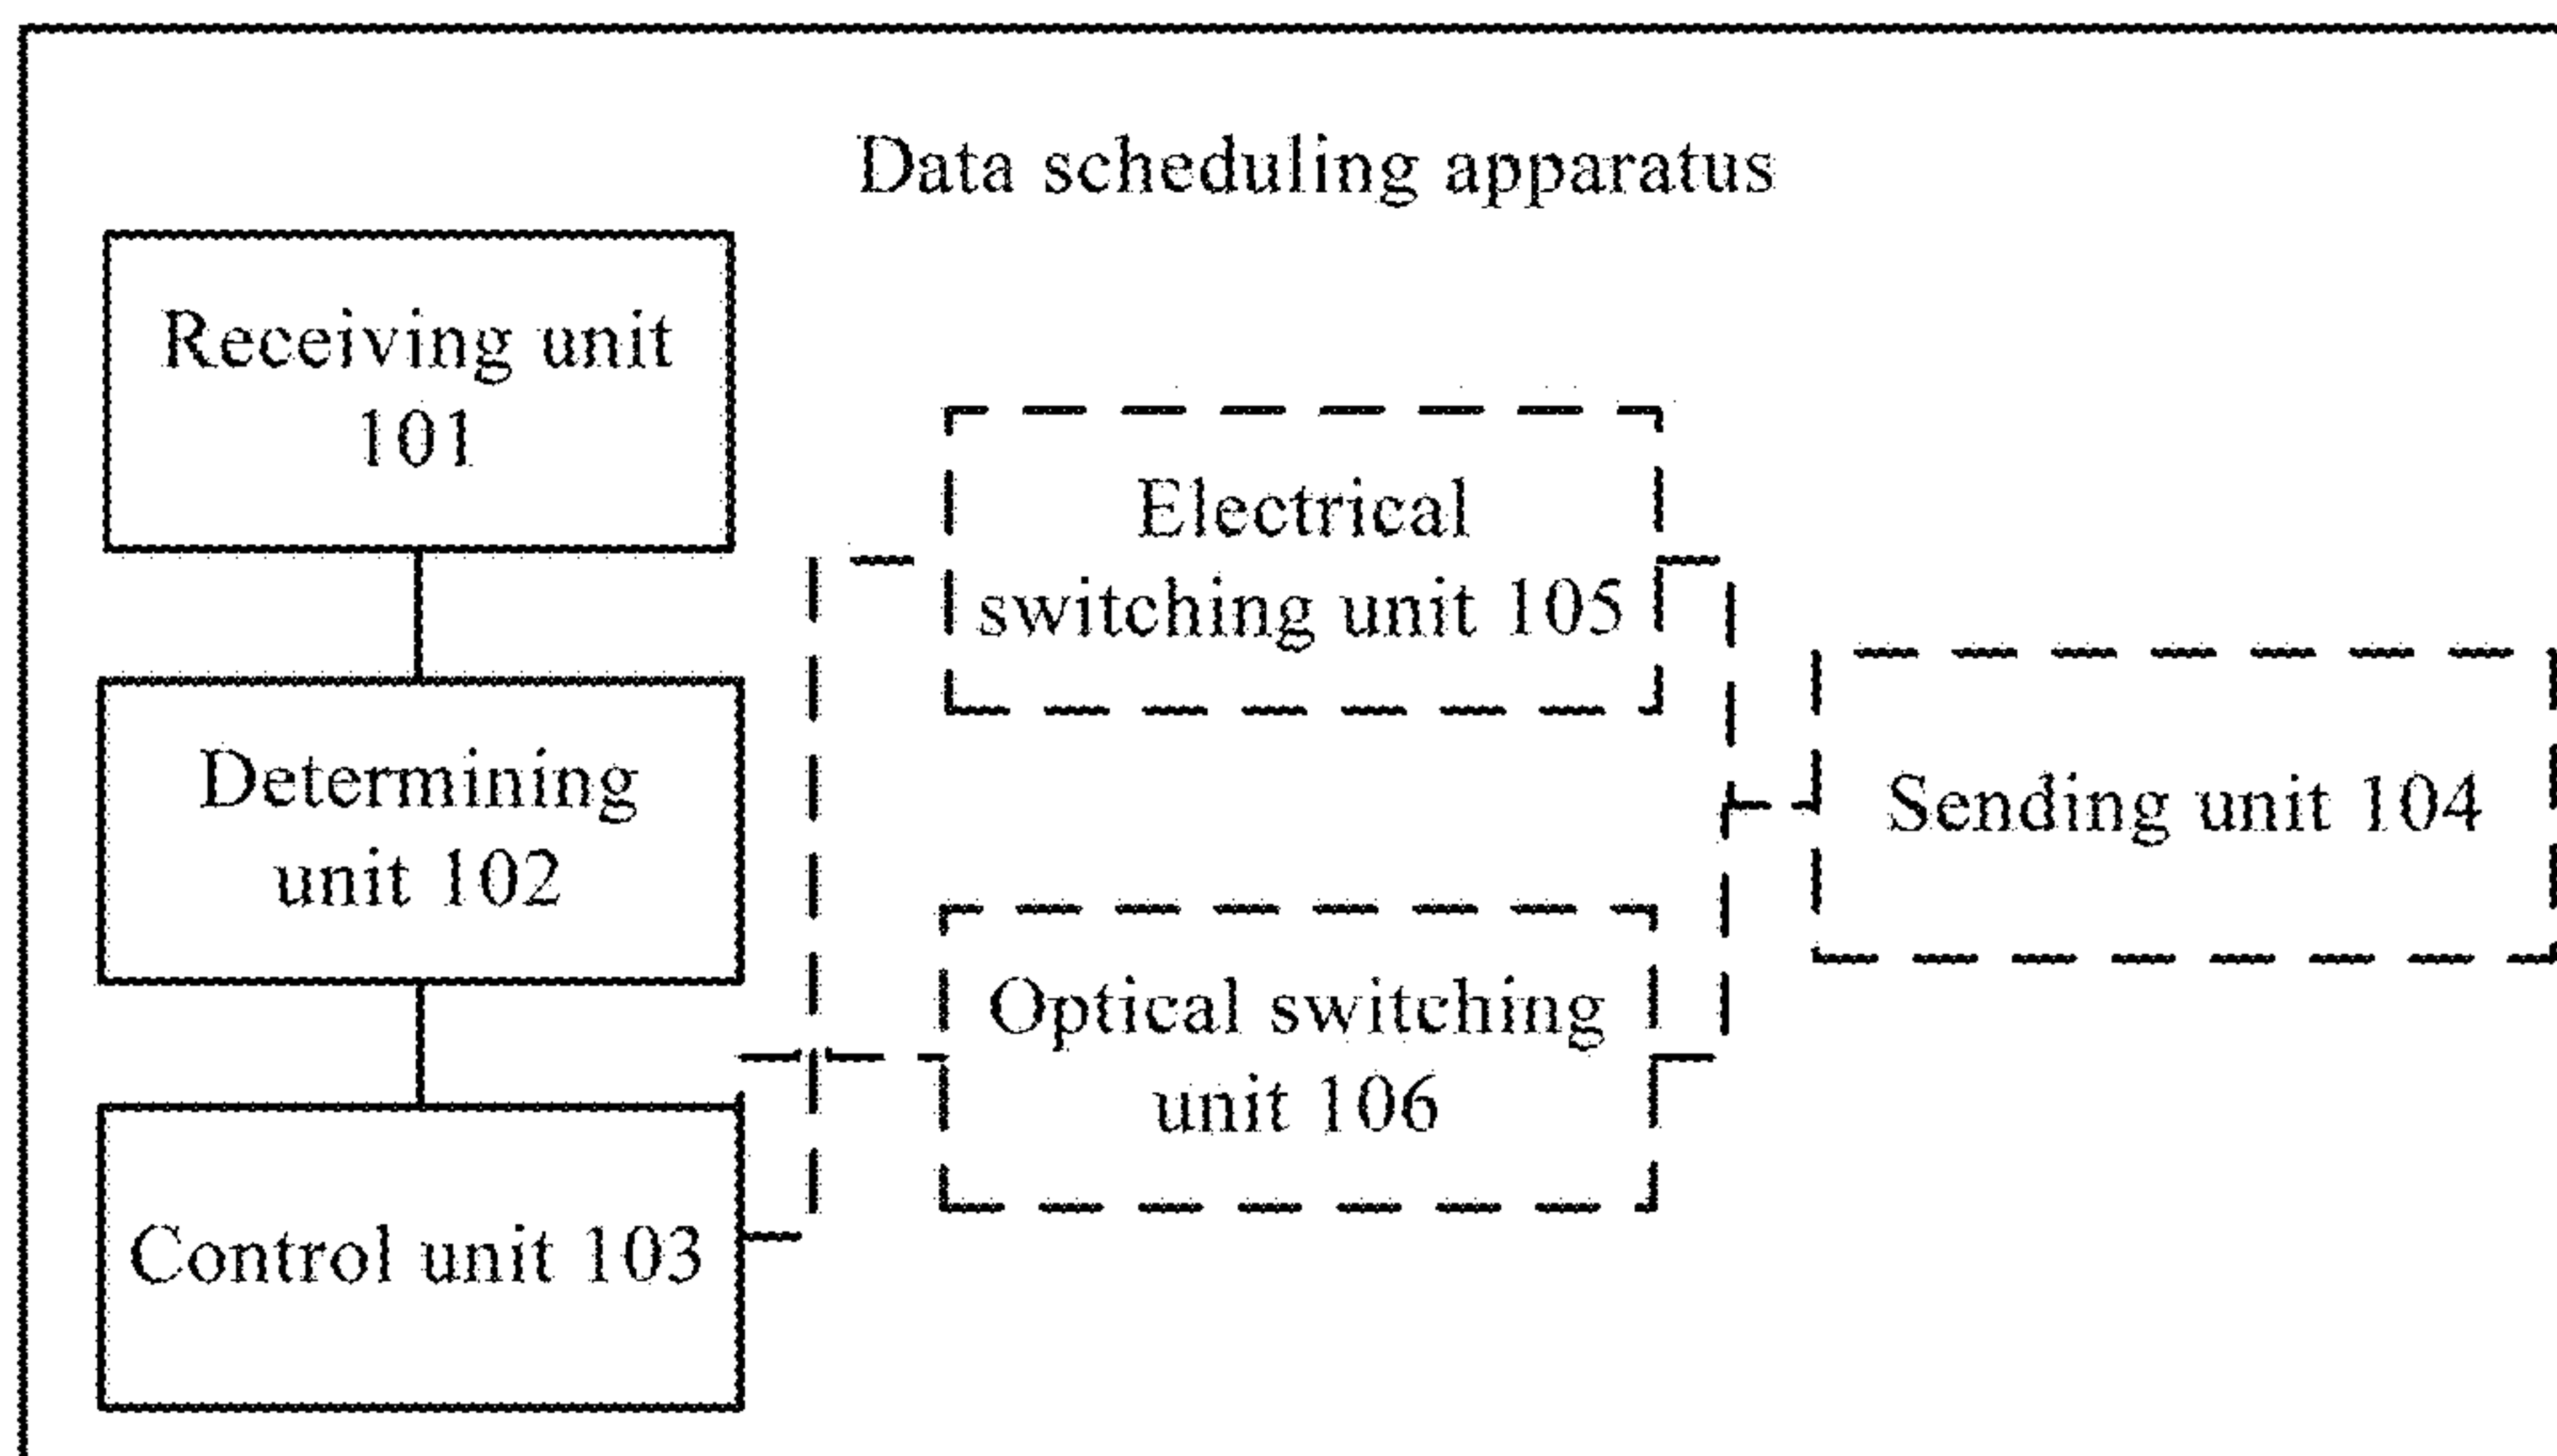 Data scheduling apparatus
Receiving unit
101
Determining
unit 102
Control unit 103
Electrical
switching unit 105
Optical switching
unit 106
Sending unit 104